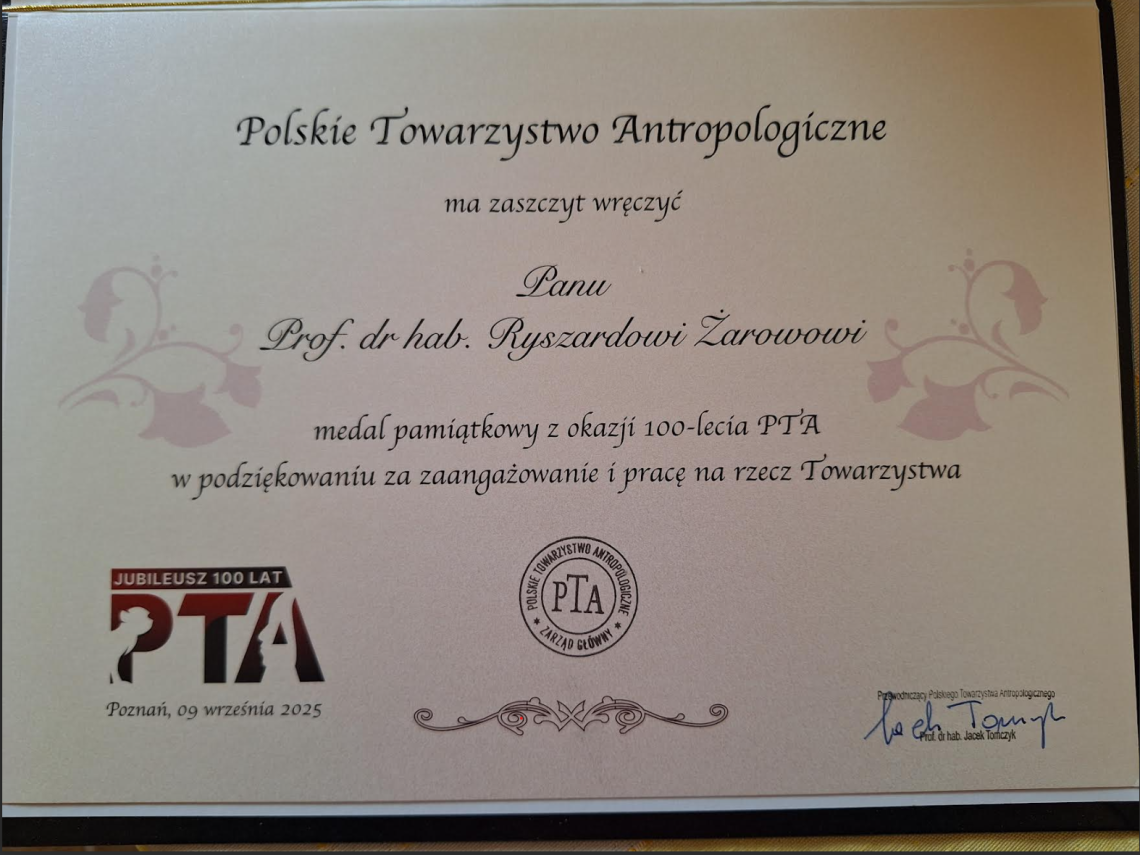 Polskie Towarzystwo Antropologiczne
ma zaszczyt wręczyć
Panu
Prof. dr hab. Ryszardowi Żarowowi
medal pamiątkowy z okazji 100-lecia PTA
w podziękowaniu za zaangażowanie i pracę na rzecz Towarzystwa
JUBILEUSZ 100 LAT
PTA
Poznań, 09 września 2025
POLSKIE TOWARZYSTWO ANTROPOLOGICZNE
PTA
* ZARZĄD GŁÓWNY *
Przewodniczący Polskiego Towarzystwa Antropologicznego
Jacek Tomczyk
Prof. dr hab. Jacek Tomczyk